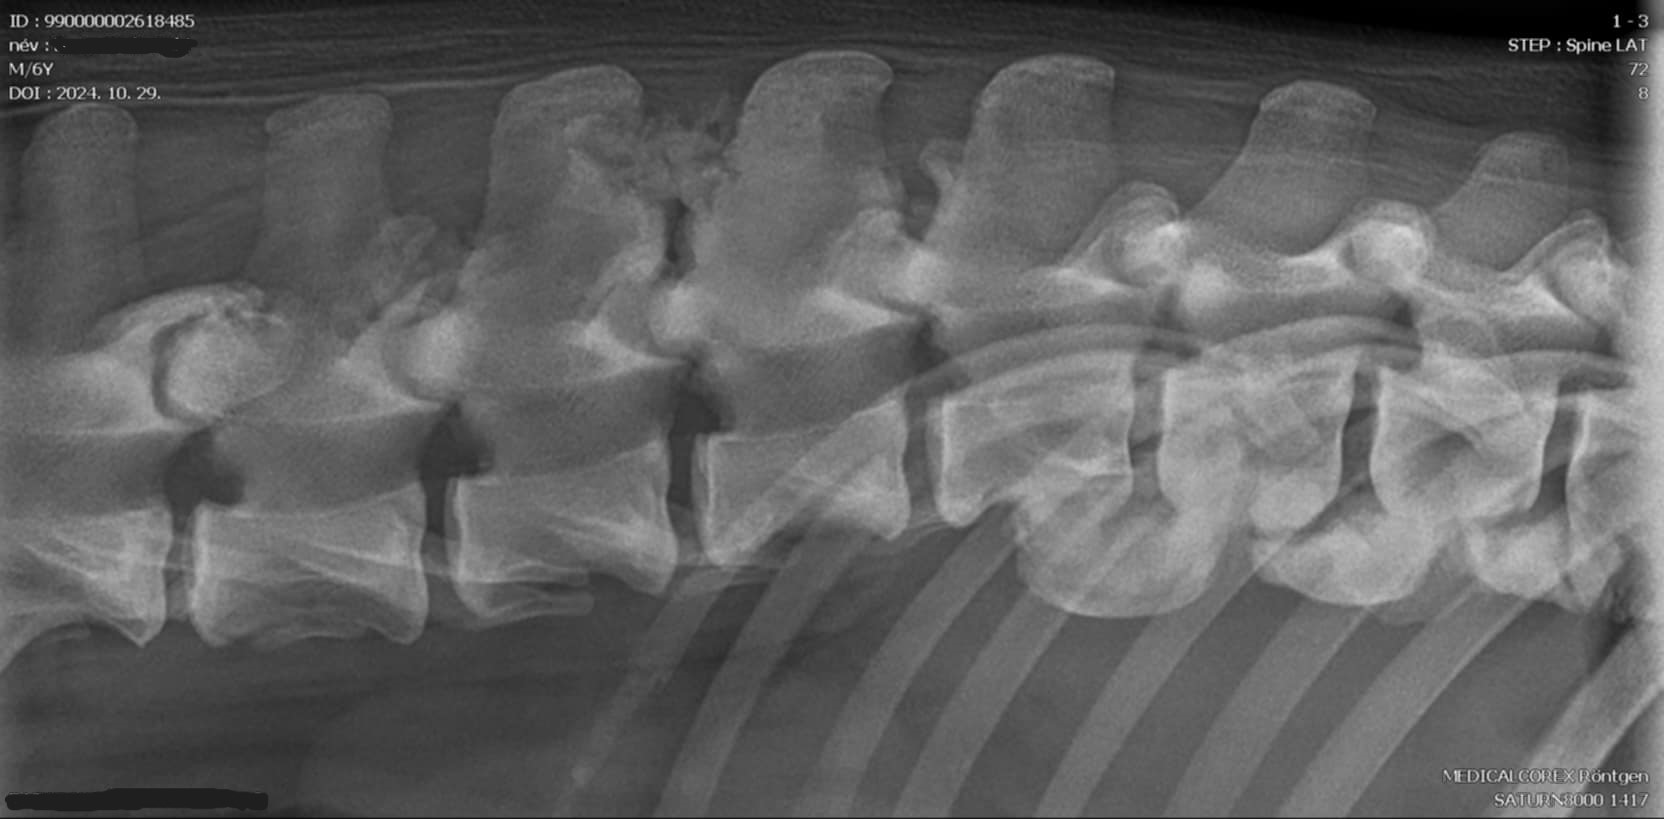 ID : 990000002618485
név :
M/6Y
DOI : 2024. 10. 29.
1 - 3
STEP : Spine LAT
72
8
MEDICALCOREX Röntgen
SATURN8000 1417